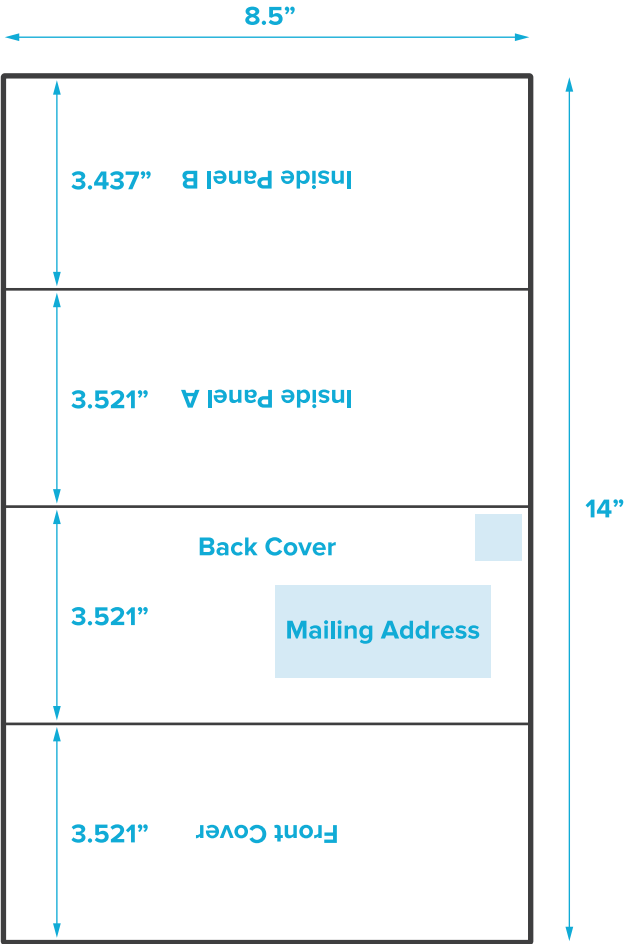 8.5”
3.437” Inside Panel B
3.521” Inside Panel A
14”
Back Cover
3.521”
Mailing Address
3.521” Front Cover